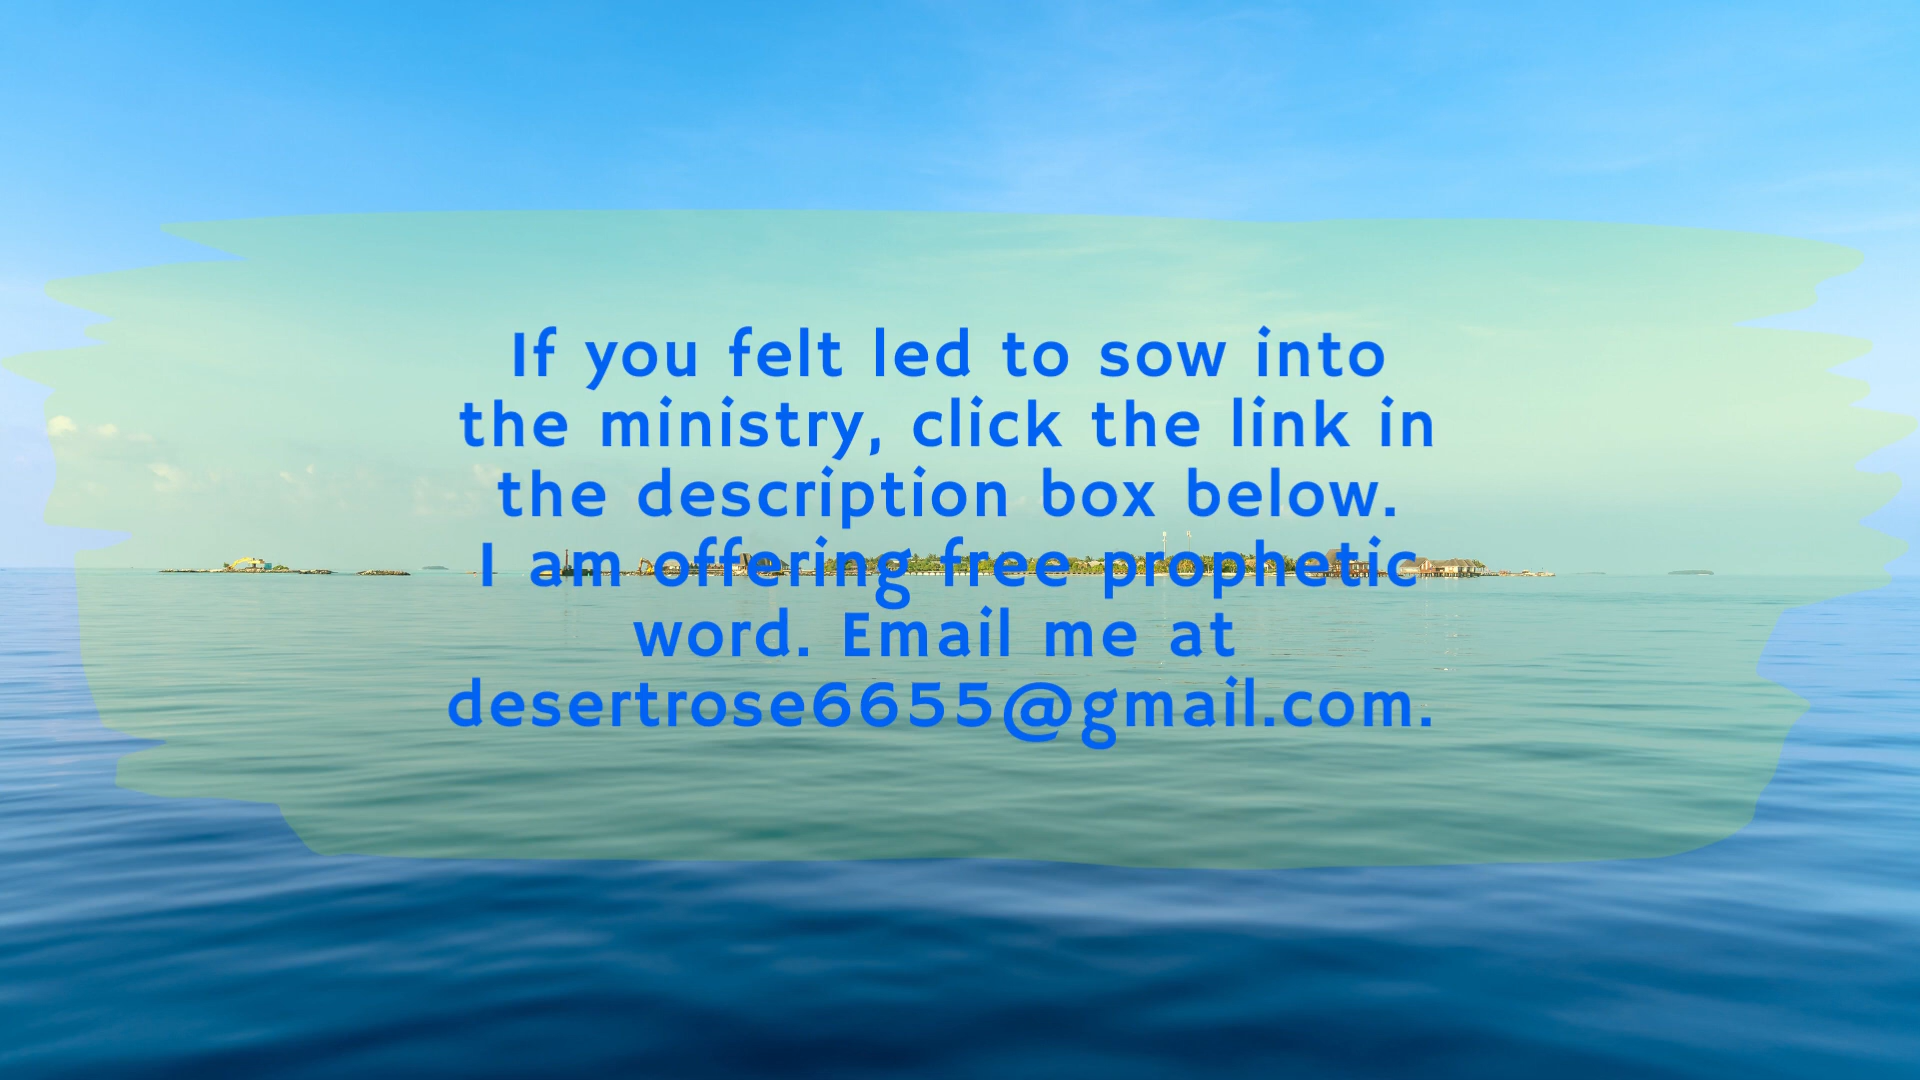 If you felt led to sow into
the ministry, click the link in
the description box below.
I am offering free prophetic
word. Email me at
desertrose6655@gmail.com.